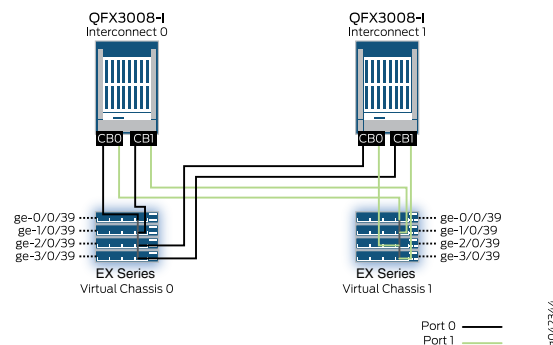 QFX3008-I
Interconnect 0
QFX3008-I
Interconnect 1
CB0 CB1
CB0 CB1
ge-0/0/39
ge-1/0/39
ge-2/0/39
ge-3/0/39
ge-0/0/39
ge-1/0/39
ge-2/0/39
ge-3/0/39
EX Series
Virtual Chassis 0
EX Series
Virtual Chassis 1
Port 0
Port 1